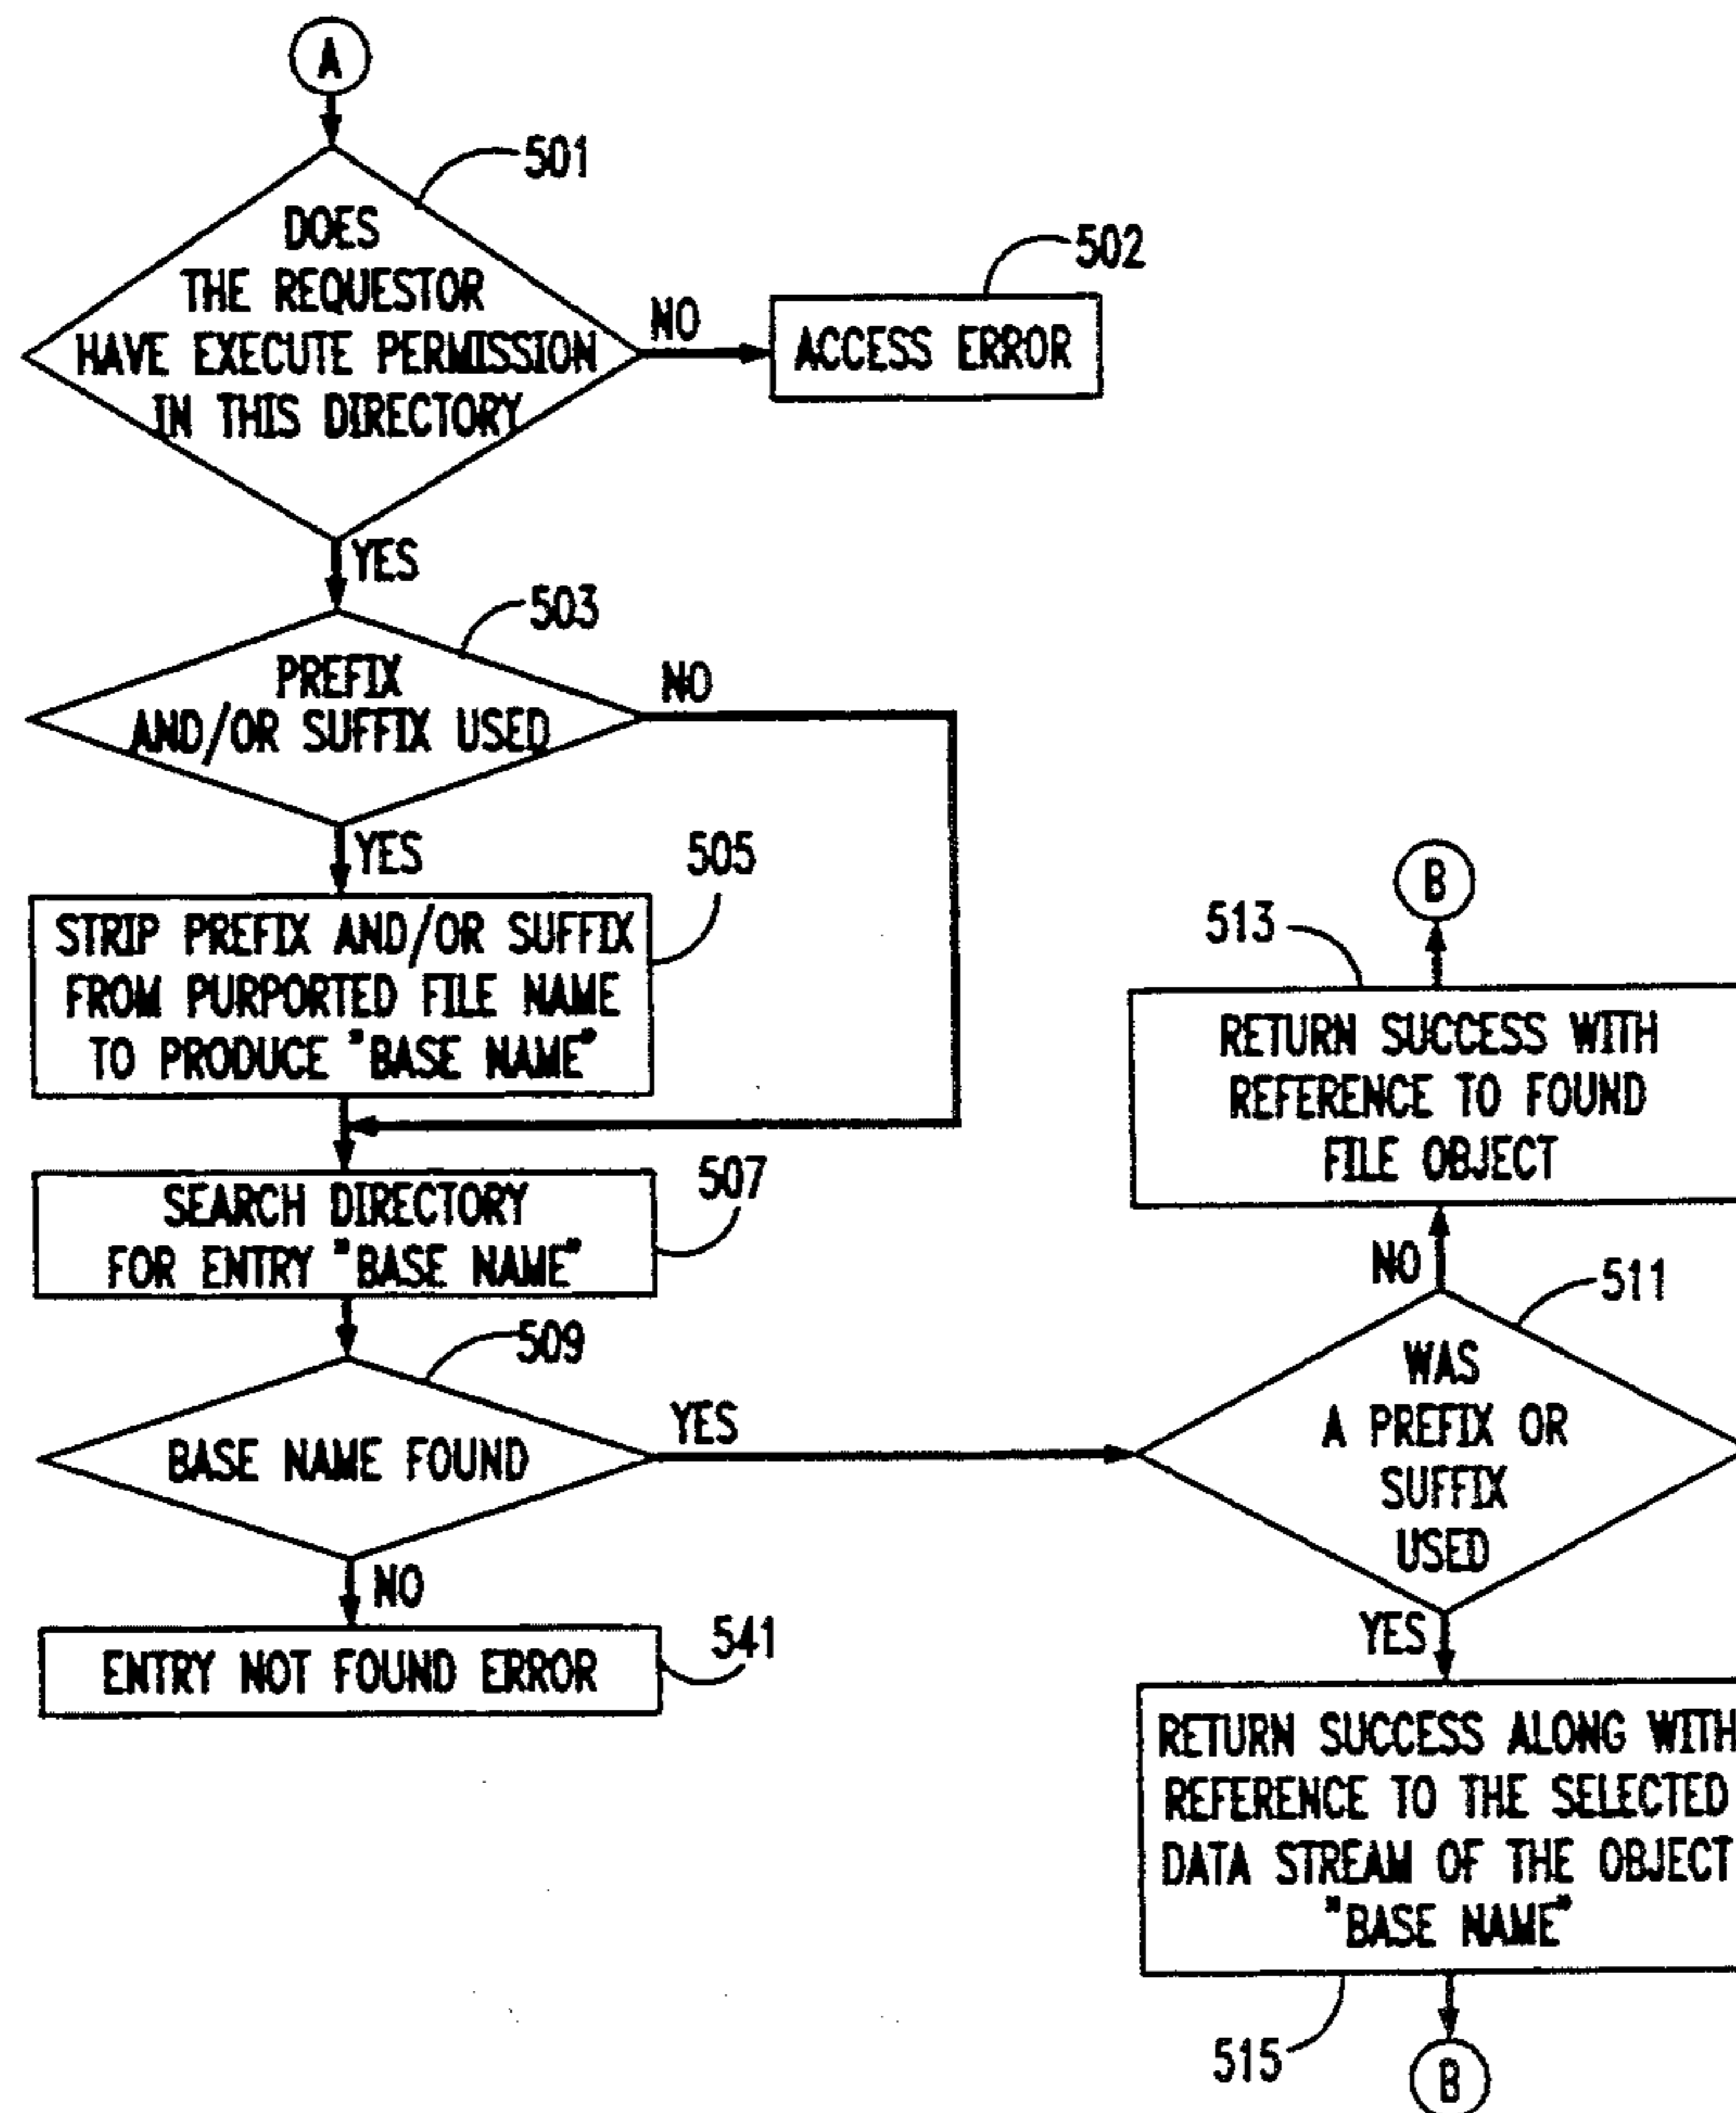 A
501
DOES
THE REQUESTOR
HAVE EXECUTE PERMISSION
IN THIS DIRECTORY
NO
502
ACCESS ERROR
YES
503
PREFIX
AND/OR SUFFIX USED
NO
YES
505
STRIP PREFIX AND/OR SUFFIX
FROM PURPORTED FILE NAME
TO PRODUCE "BASE NAME"
507
SEARCH DIRECTORY
FOR ENTRY "BASE NAME"
509
BASE NAME FOUND
YES
NO
541
ENTRY NOT FOUND ERROR
B
513
RETURN SUCCESS WITH
REFERENCE TO FOUND
FILE OBJECT
NO
511
WAS
A PREFIX OR
SUFFIX
USED
YES
RETURN SUCCESS ALONG WITH
REFERENCE TO THE SELECTED
DATA STREAM OF THE OBJECT
"BASE NAME"
515
B